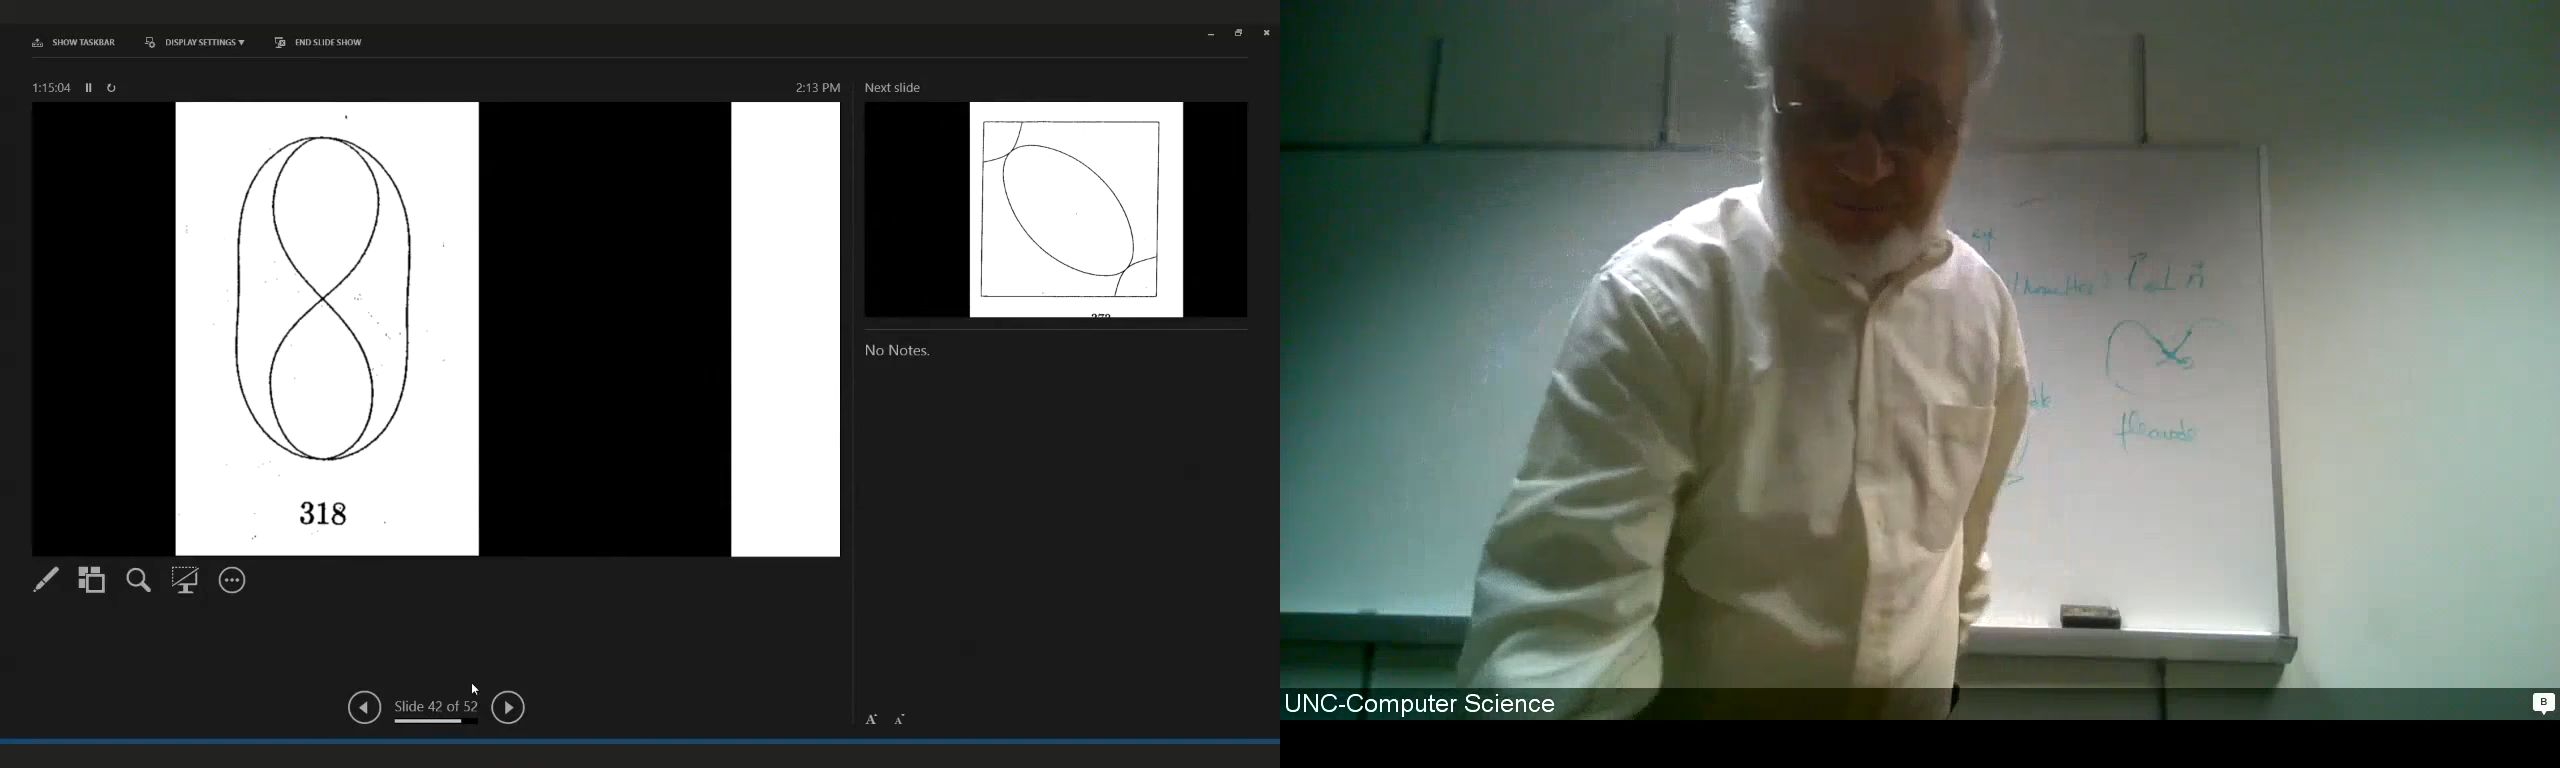 SHOW TASKBAR
DISPLAY SETTINGS ▼
END SLIDE SHOW
1:15:04
2:13 PM
Next slide
318
273
No Notes.
Slide 42 of 52
A
A
UNC-Computer Science
B